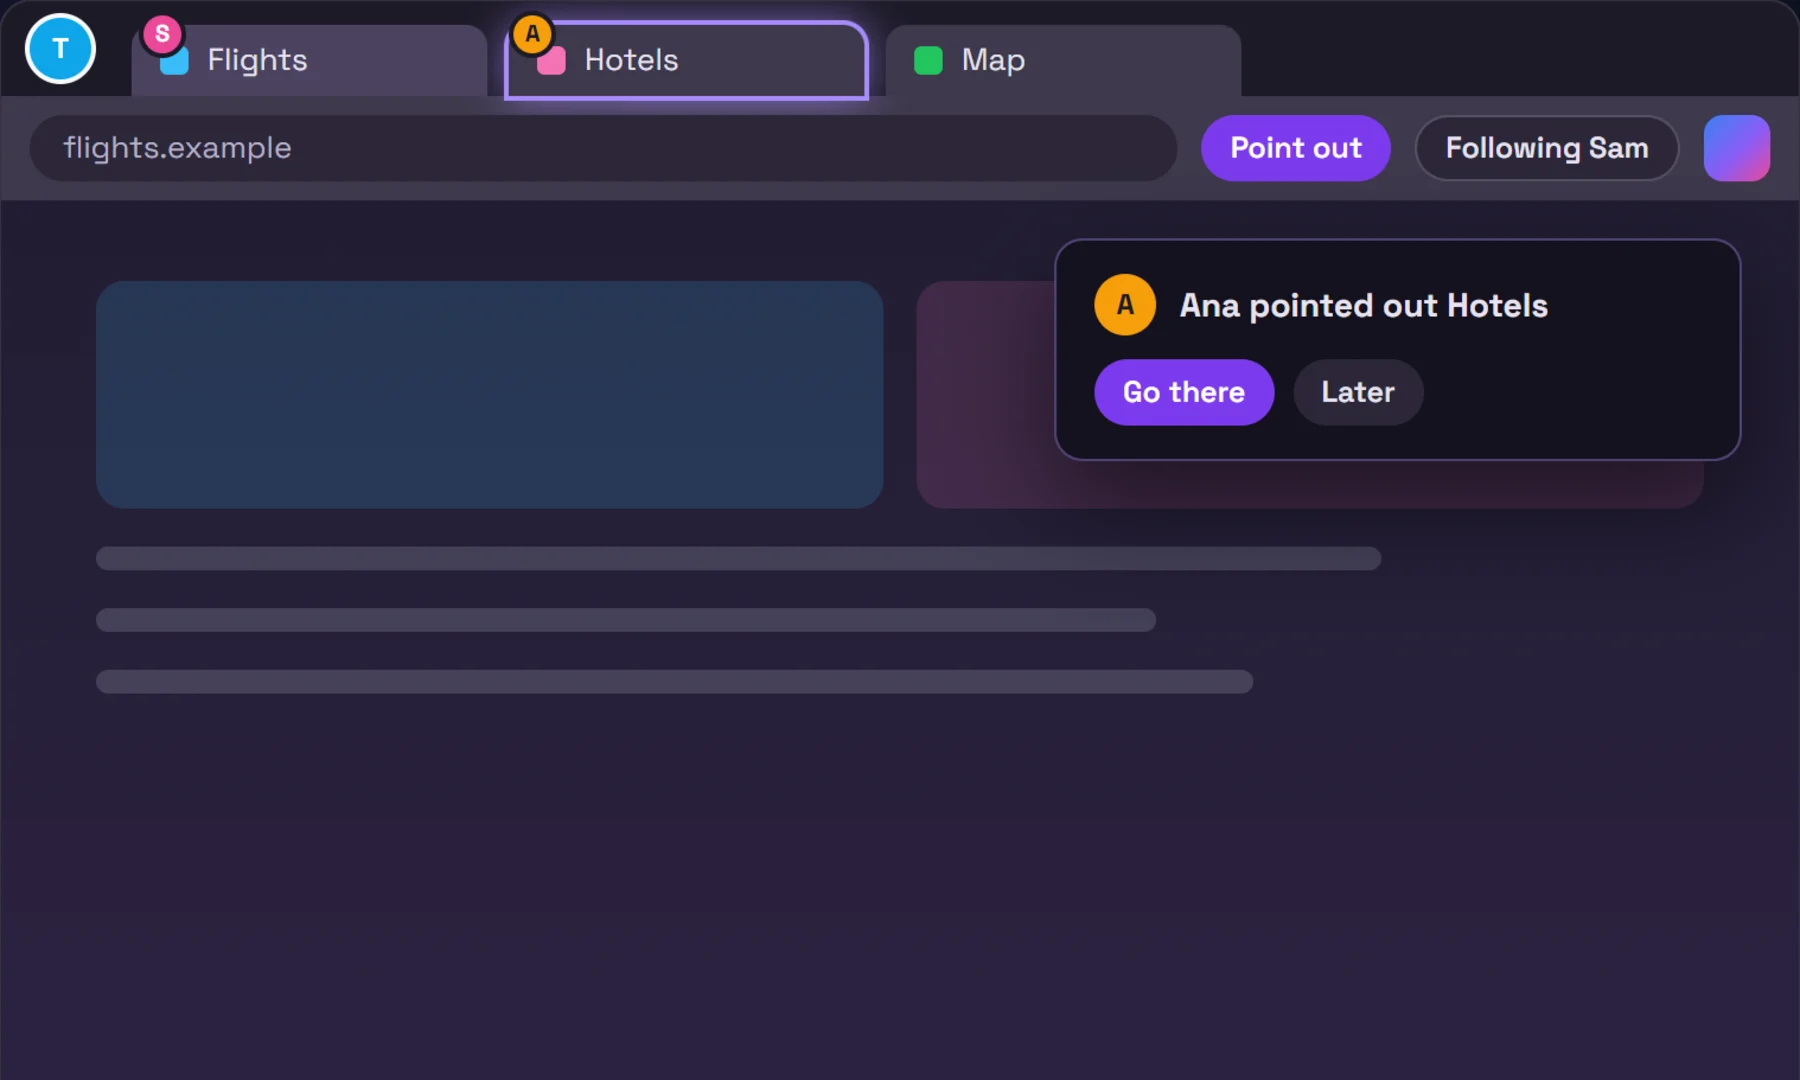 T
S
Flights
A
Hotels
Map
flights.example
Point out
Following Sam
A
Ana pointed out Hotels
Go there
Later